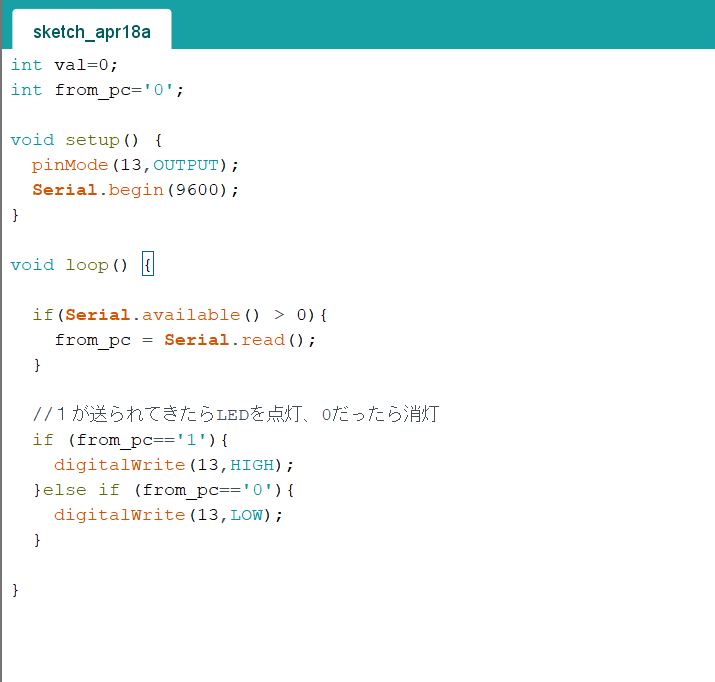 sketch_apr18a
int val=0;
int from_pc='0';
void setup() {
pinMode(13,OUTPUT);
Serial.begin(9600);
}
void loop() {
if(Serial.available() > 0){
from_pc = Serial.read();
}
//１が送られてきたらLEDを点灯、0だったら消灯
if (from_pc=='1'){
digitalWrite(13,HIGH);
}else if (from_pc=='0'){
digitalWrite(13,LOW);
}
}